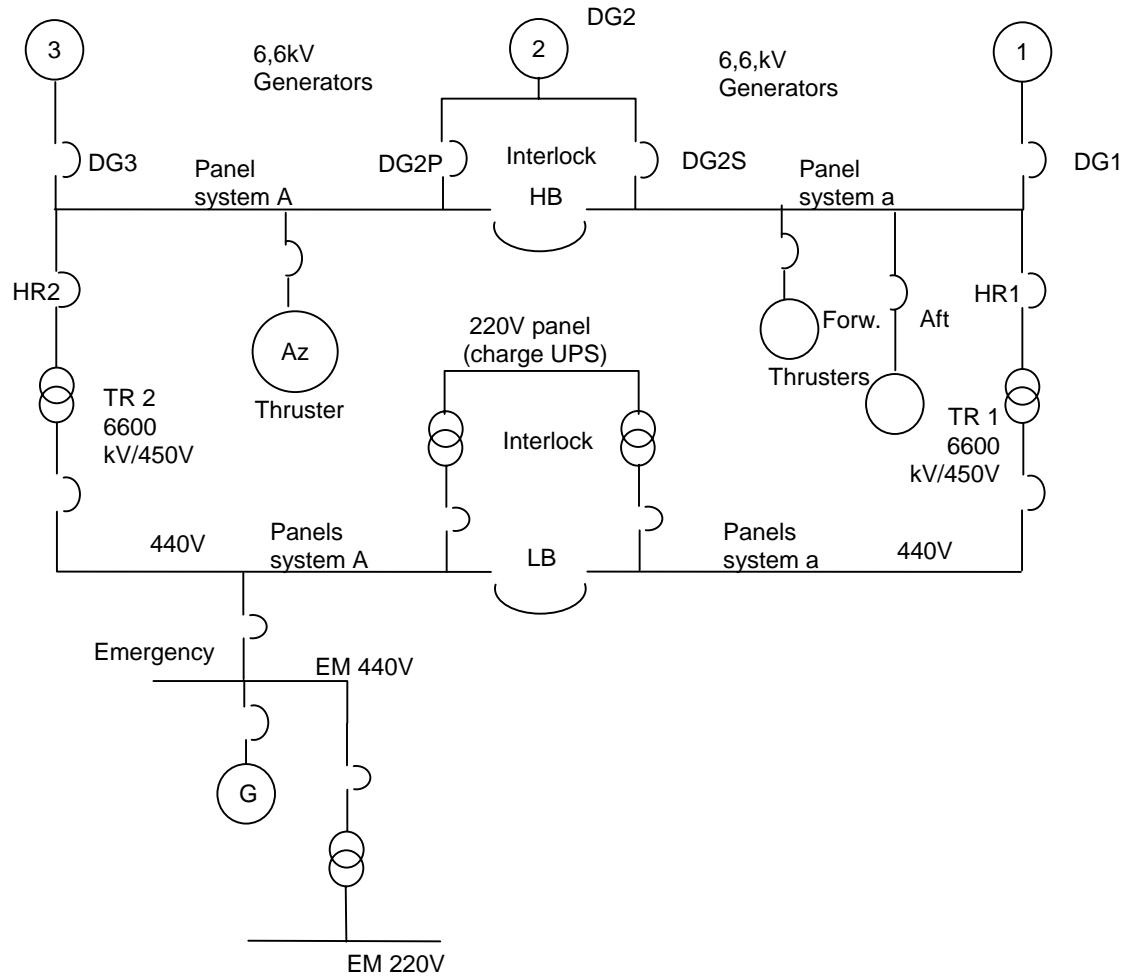 DG2
3
2
1
6,6kV
Generators
6,6,kV
Generators
DG3
Panel
system A
DG2P
Interlock
HB
DG2S
Panel
system a
DG1
HR2
HR1
Az
Thruster
220V panel
(charge UPS)
Forw.
Aft
Thrusters
TR 2
6600
kV/450V
Interlock
TR 1
6600
kV/450V
440V
Panels
system A
LB
Panels
system a
440V
Emergency
EM 440V
G
EM 220V